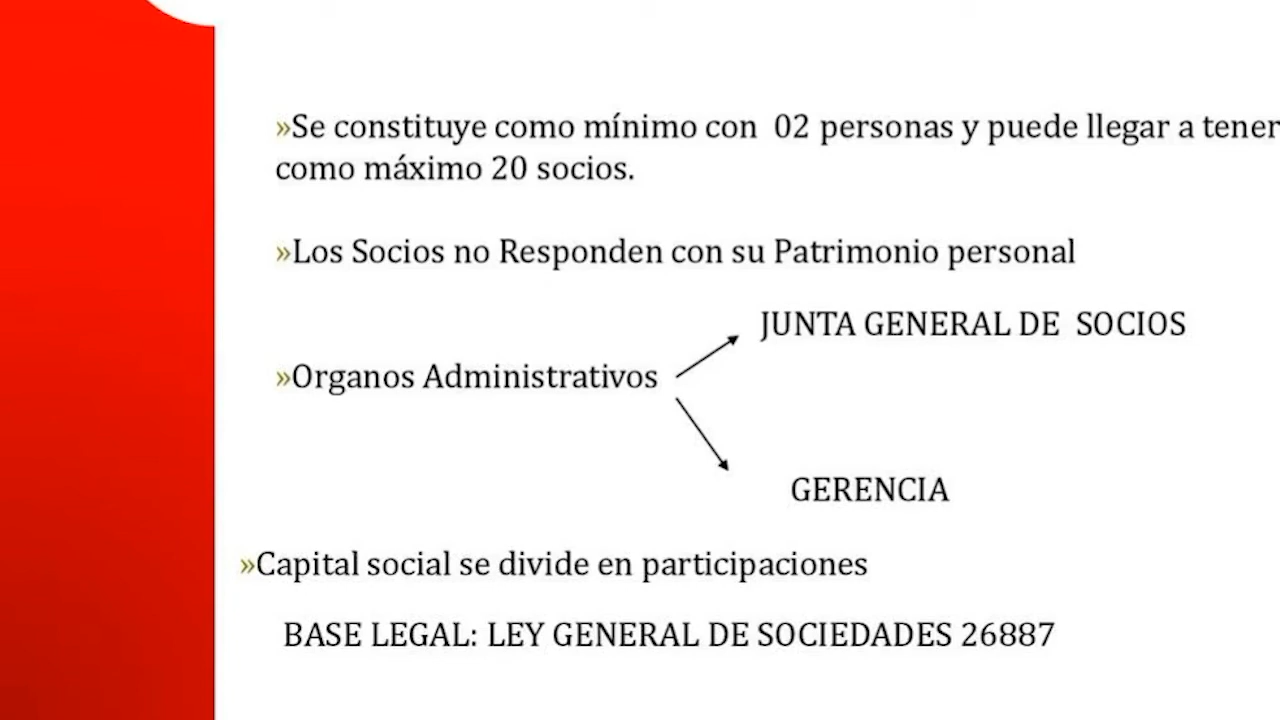 »Se constituye como mínimo con 02 personas y puede llegar a tener
como máximo 20 socios.
»Los Socios no Responden con su Patrimonio personal
JUNTA GENERAL DE SOCIOS
»Organos Administrativos
GERENCIA
»Capital social se divide en participaciones
BASE LEGAL: LEY GENERAL DE SOCIEDADES 26887